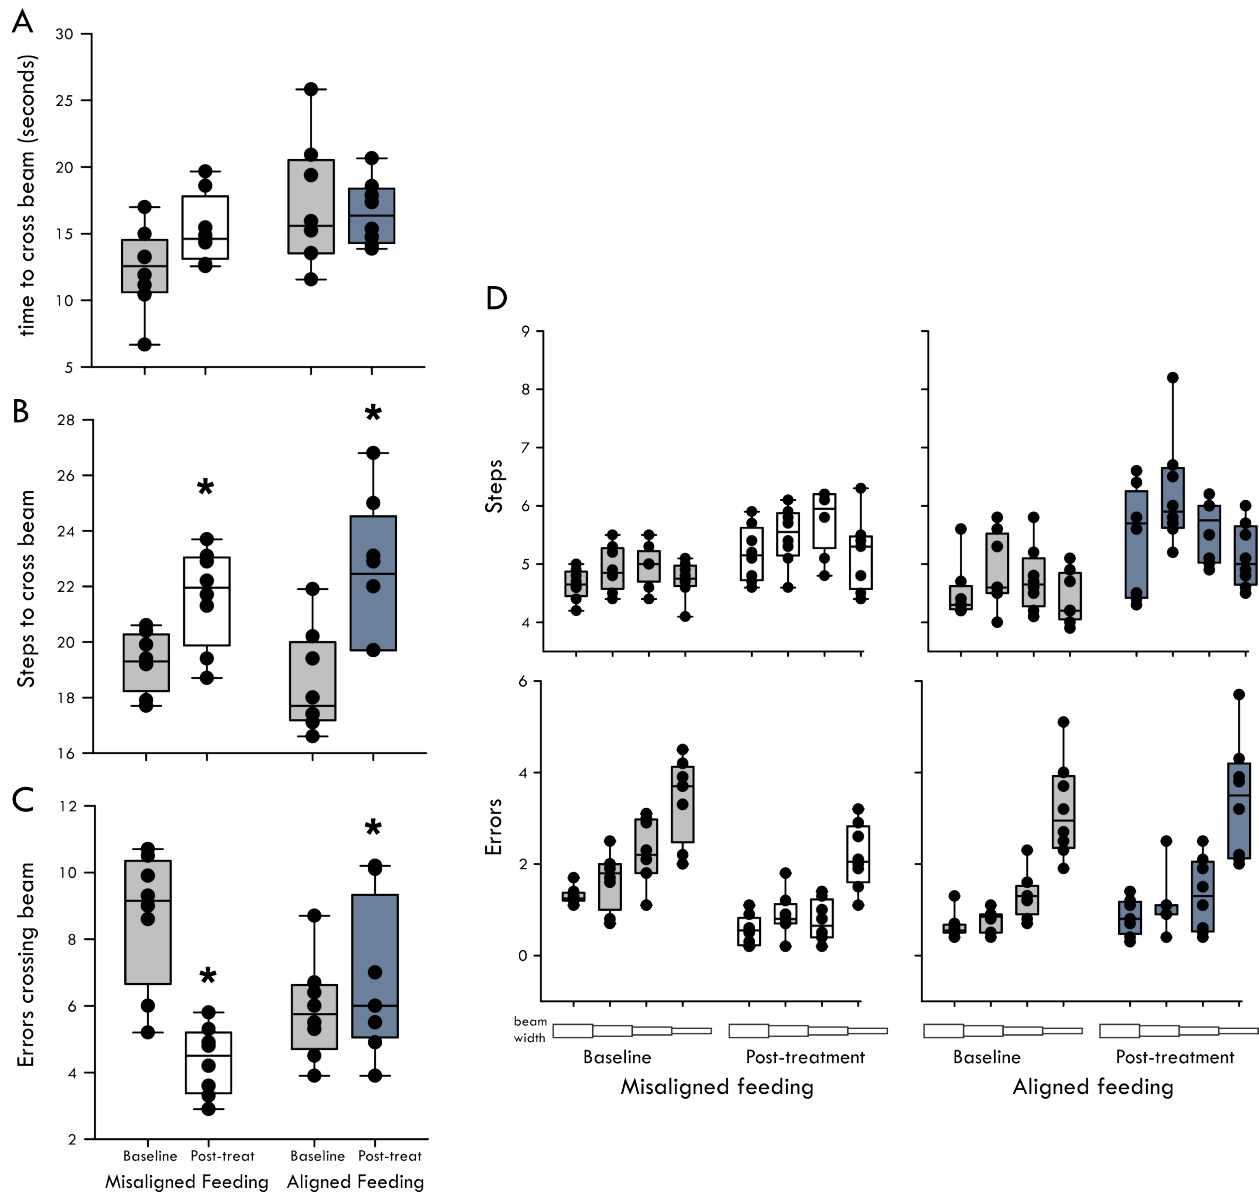 A
time to cross beam (seconds)
30
25
20
15
10
5
B
Steps to cross beam
28
26
24
22
20
18
16
*
*
C
Errors crossing beam
12
10
8
6
4
2
*
*
Baseline Post-treat Baseline Post-treat
Misaligned Feeding Aligned Feeding
D
Steps
9
8
7
6
5
4
Errors
6
4
2
0
beam
width
Baseline Post-treatment Baseline Post-treatment
Misaligned feeding Aligned feeding